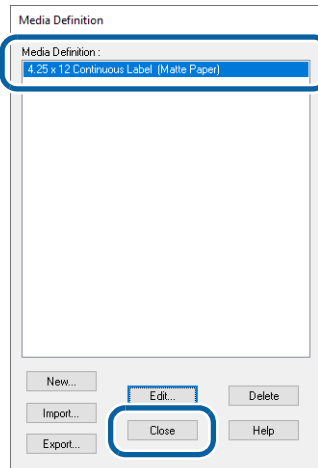 Media Definition
Media Definition :
4.25 x 12 Continuous Label (Matte Paper)
New...
Edit...
Delete
Import...
Close
Help
Export...